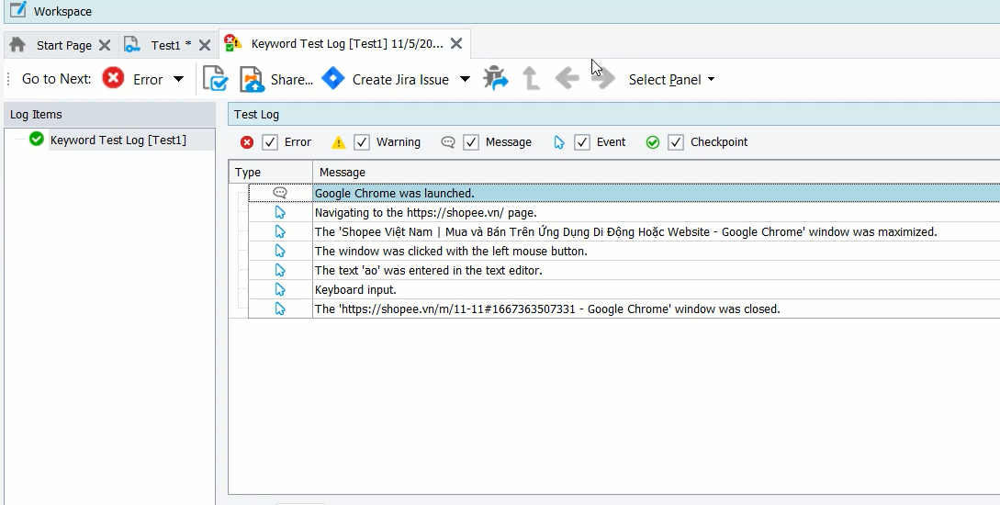 Workspace
Start Page
Test1 *
Keyword Test Log [Test1] 11/5/20...
Go to Next:
Error
Share...
Create Jira Issue
Select Panel
Log Items
Test Log
Keyword Test Log [Test1]
Error
Warning
Message
Event
Checkpoint
Type
Message
Google Chrome was launched.
Navigating to the https://shopee.vn/ page.
The 'Shopee Việt Nam | Mua và Bán Trên Ứng Dụng Di Động Hoặc Website - Google Chrome' window was maximized.
The window was clicked with the left mouse button.
The text 'ao' was entered in the text editor.
Keyboard input.
The 'https://shopee.vn/m/11-11#1667363507331 - Google Chrome' window was closed.